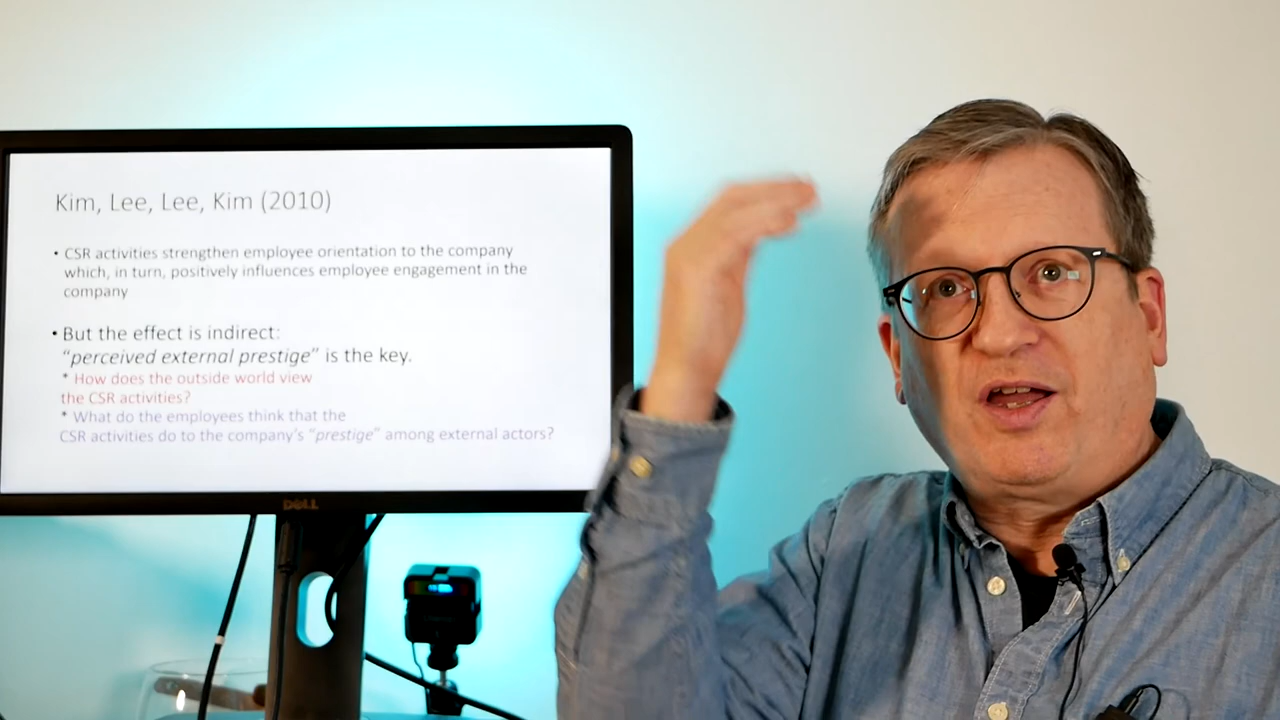 Kim, Lee, Lee, Kim (2010)
• CSR activities strengthen employee orientation to the company
which, in turn, positively influences employee engagement in the
company
• But the effect is indirect:
“perceived external prestige” is the key.
* How does the outside world view
the CSR activities?
* What do the employees think that the
CSR activities do to the company’s “prestige” among external actors?
DELL